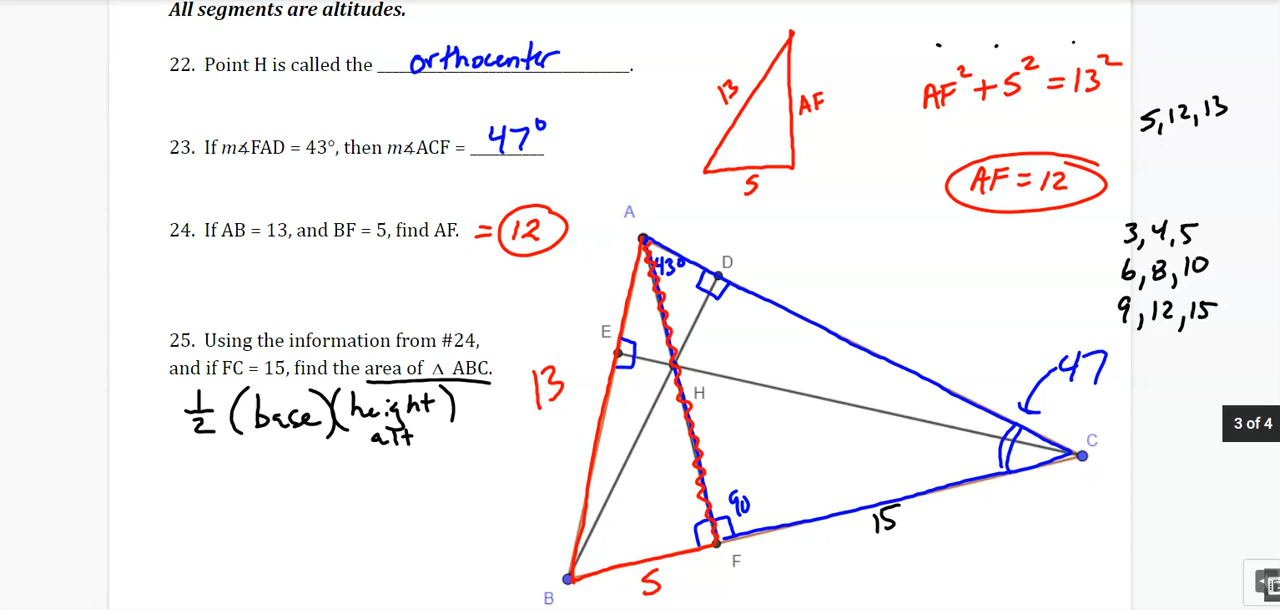 All segments are altitudes.
22. Point H is called the orthocenter.
23. If m∡FAD = 43°, then m∡ACF = 47°
24. If AB = 13, and BF = 5, find AF. = 12
25. Using the information from #24,
and if FC = 15, find the area of △ ABC.
1/2 (base)(height)
alt
13
AF
5
AF² + 5² = 13²
AF = 12
5, 12, 13
3, 4, 5
6, 8, 10
9, 12, 15
A
43°
D
E
13
H
47
C
90
15
F
5
B
3 of 4